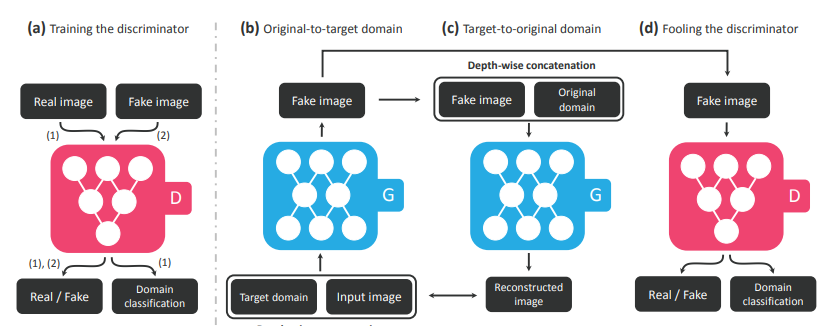 (a) Training the discriminator
(b) Original-to-target domain
(c) Target-to-original domain
(d) Fooling the discriminator
Real image
Fake image
(1)
(2)
D
(1), (2)
(1)
Real / Fake
Domain
classification
Fake image
G
Target domain
Input image
Depth-wise concatenation
Fake image
Original
domain
G
Reconstructed
image
Fake image
D
Real / Fake
Domain
classification